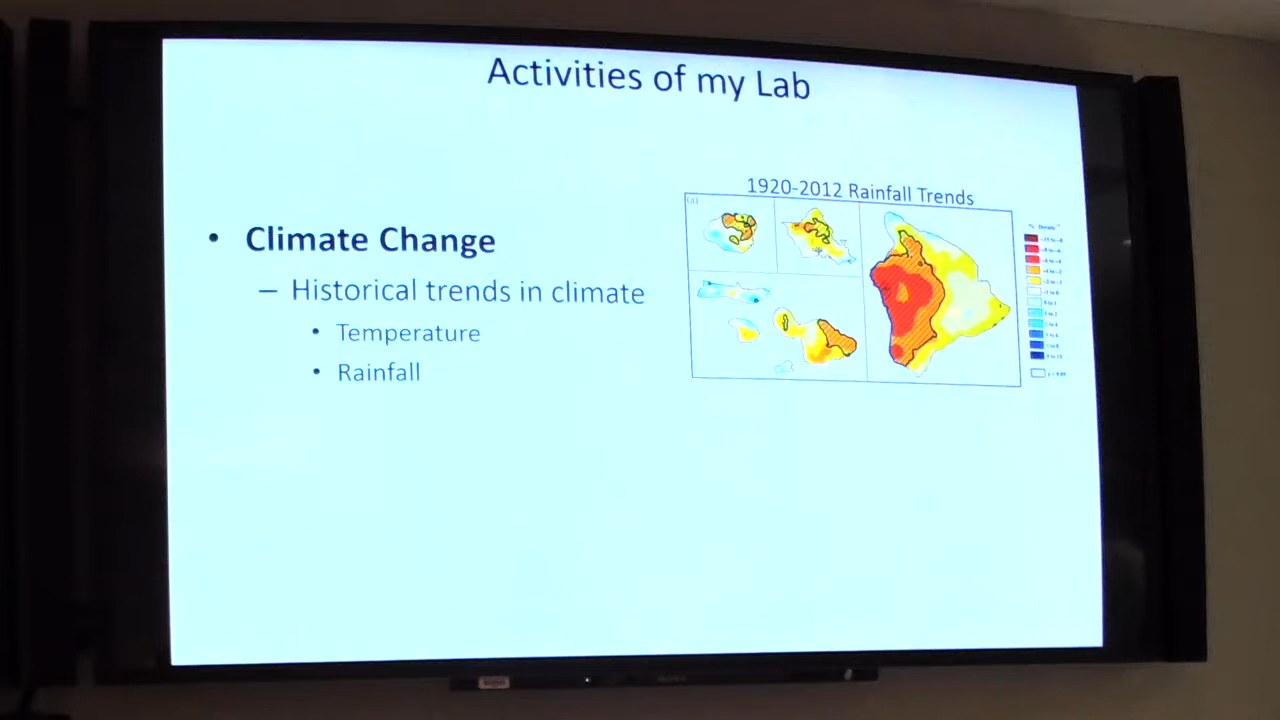 Activities of my Lab
1920-2012 Rainfall Trends
(a)
• Climate Change
– Historical trends in climate
• Temperature
• Rainfall